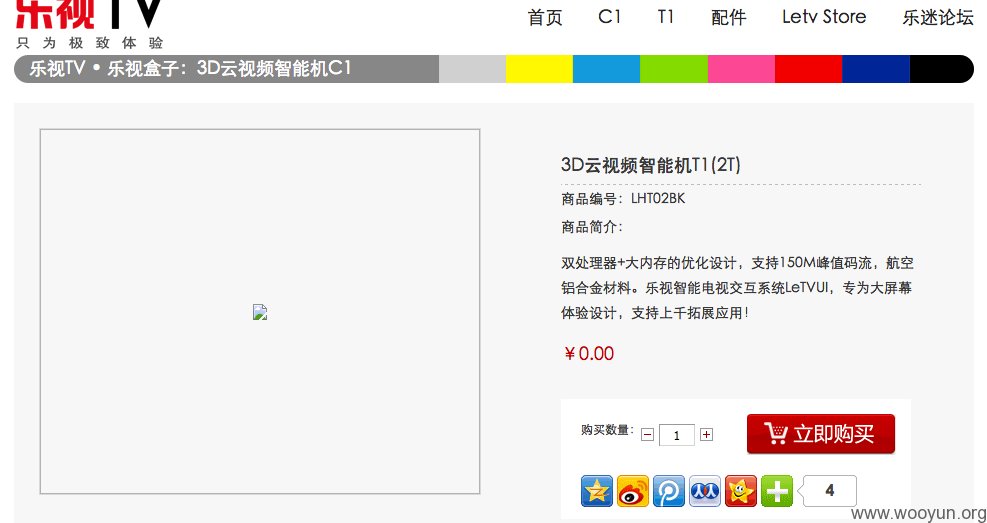 乐视TV
首页 C1 T1 配件 Letv Store 乐迷论坛
只为极致体验
乐视TV • 乐视盒子：3D云视频智能机C1
3D云视频智能机T1(2T)
商品编号：LHT02BK
商品简介：
双处理器+大内存的优化设计，支持150M峰值码流，航空
铝合金材料。乐视智能电视交互系统LeTVUI，专为大屏幕
体验设计，支持上千拓展应用！
￥0.00
购买数量： 1 立即购买
4
www.wooyun.org